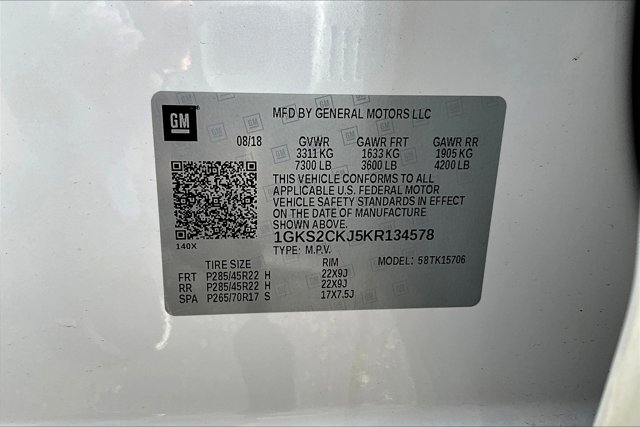 GM
MFD BY GENERAL MOTORS LLC
08/18 GVWR GAWR FRT GAWR RR
3311 KG 1633 KG 1905 KG
7300 LB 3600 LB 4200 LB
THIS VEHICLE CONFORMS TO ALL
APPLICABLE U.S. FEDERAL MOTOR
VEHICLE SAFETY STANDARDS IN EFFECT
ON THE DATE OF MANUFACTURE
SHOWN ABOVE.
1GKS2CKJ5KR134578
140X
TYPE: M.P.V. MODEL: 58TK15706
TIRE SIZE RIM
FRT P285/45R22 H 22X9J
RR P285/45R22 H 22X9J
SPA P265/70R17 S 17X7.5J